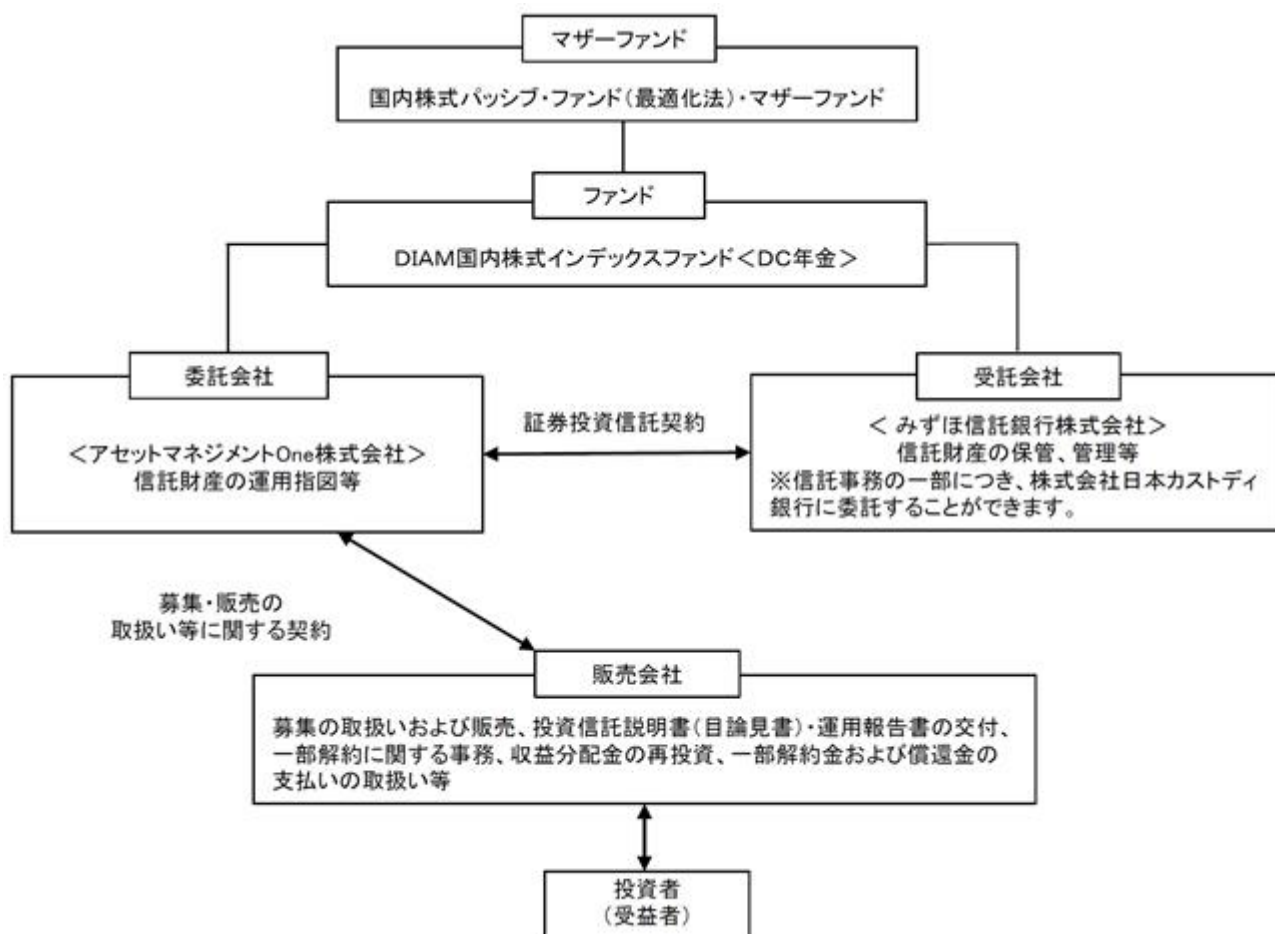 マザーファンド
国内株式パッシブ・ファンド（最適化法）・マザーファンド
ファンド
DIAM国内株式インデックスファンド＜DC年金＞
委託会社
＜アセットマネジメントOne株式会社＞
信託財産の運用指図等
証券投資信託契約
受託会社
＜ みずほ信託銀行株式会社＞
信託財産の保管、管理等
※信託事務の一部につき、株式会社日本カストディ
銀行に委託することができます。
募集・販売の
取扱い等に関する契約
販売会社
募集の取扱いおよび販売、投資信託説明書（目論見書）・運用報告書の交付、
一部解約に関する事務、収益分配金の再投資、一部解約金および償還金の
支払いの取扱い等
投資者
（受益者）